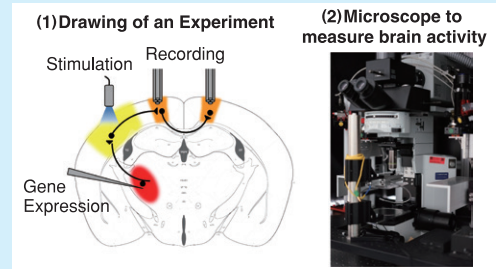 (1)Drawing of an Experiment
Recording
Stimulation
Gene
Expression
(2)Microscope to
measure brain activity